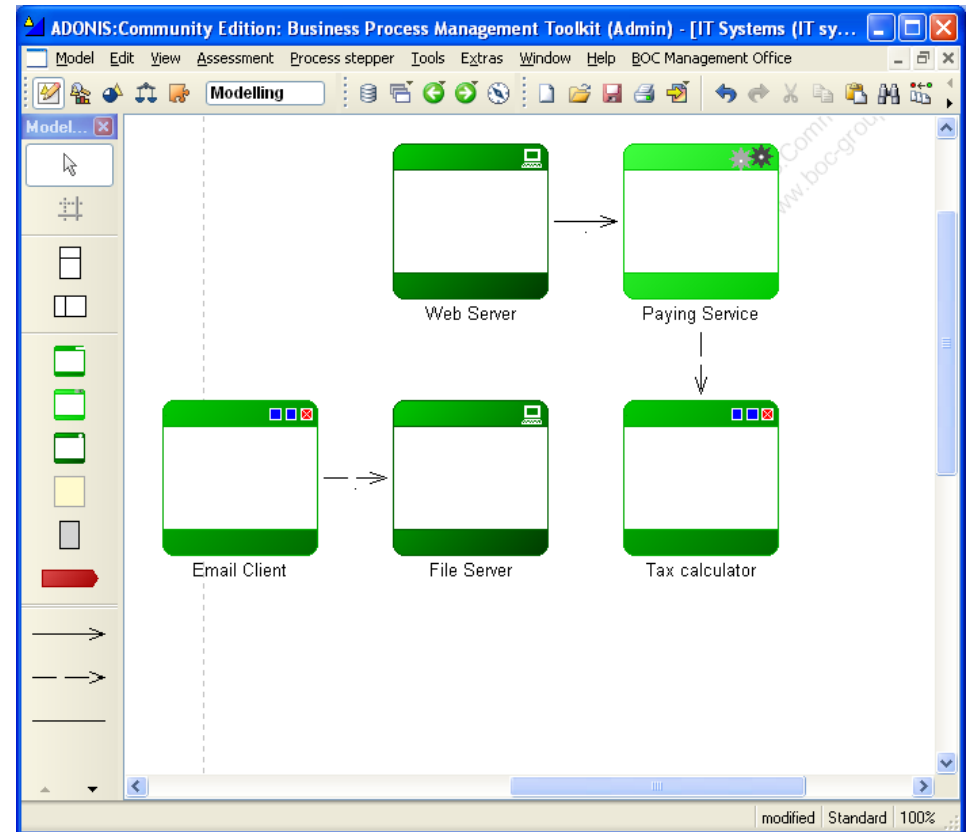 ADONIS:Community Edition: Business Process Management Toolkit (Admin) - [IT Systems (IT sy...
Model Edit View Assessment Process stepper Tools Extras Window Help BOC Management Office
Modelling
Model...
Web Server
Paying Service
Email Client
File Server
Tax calculator
modified Standard 100%